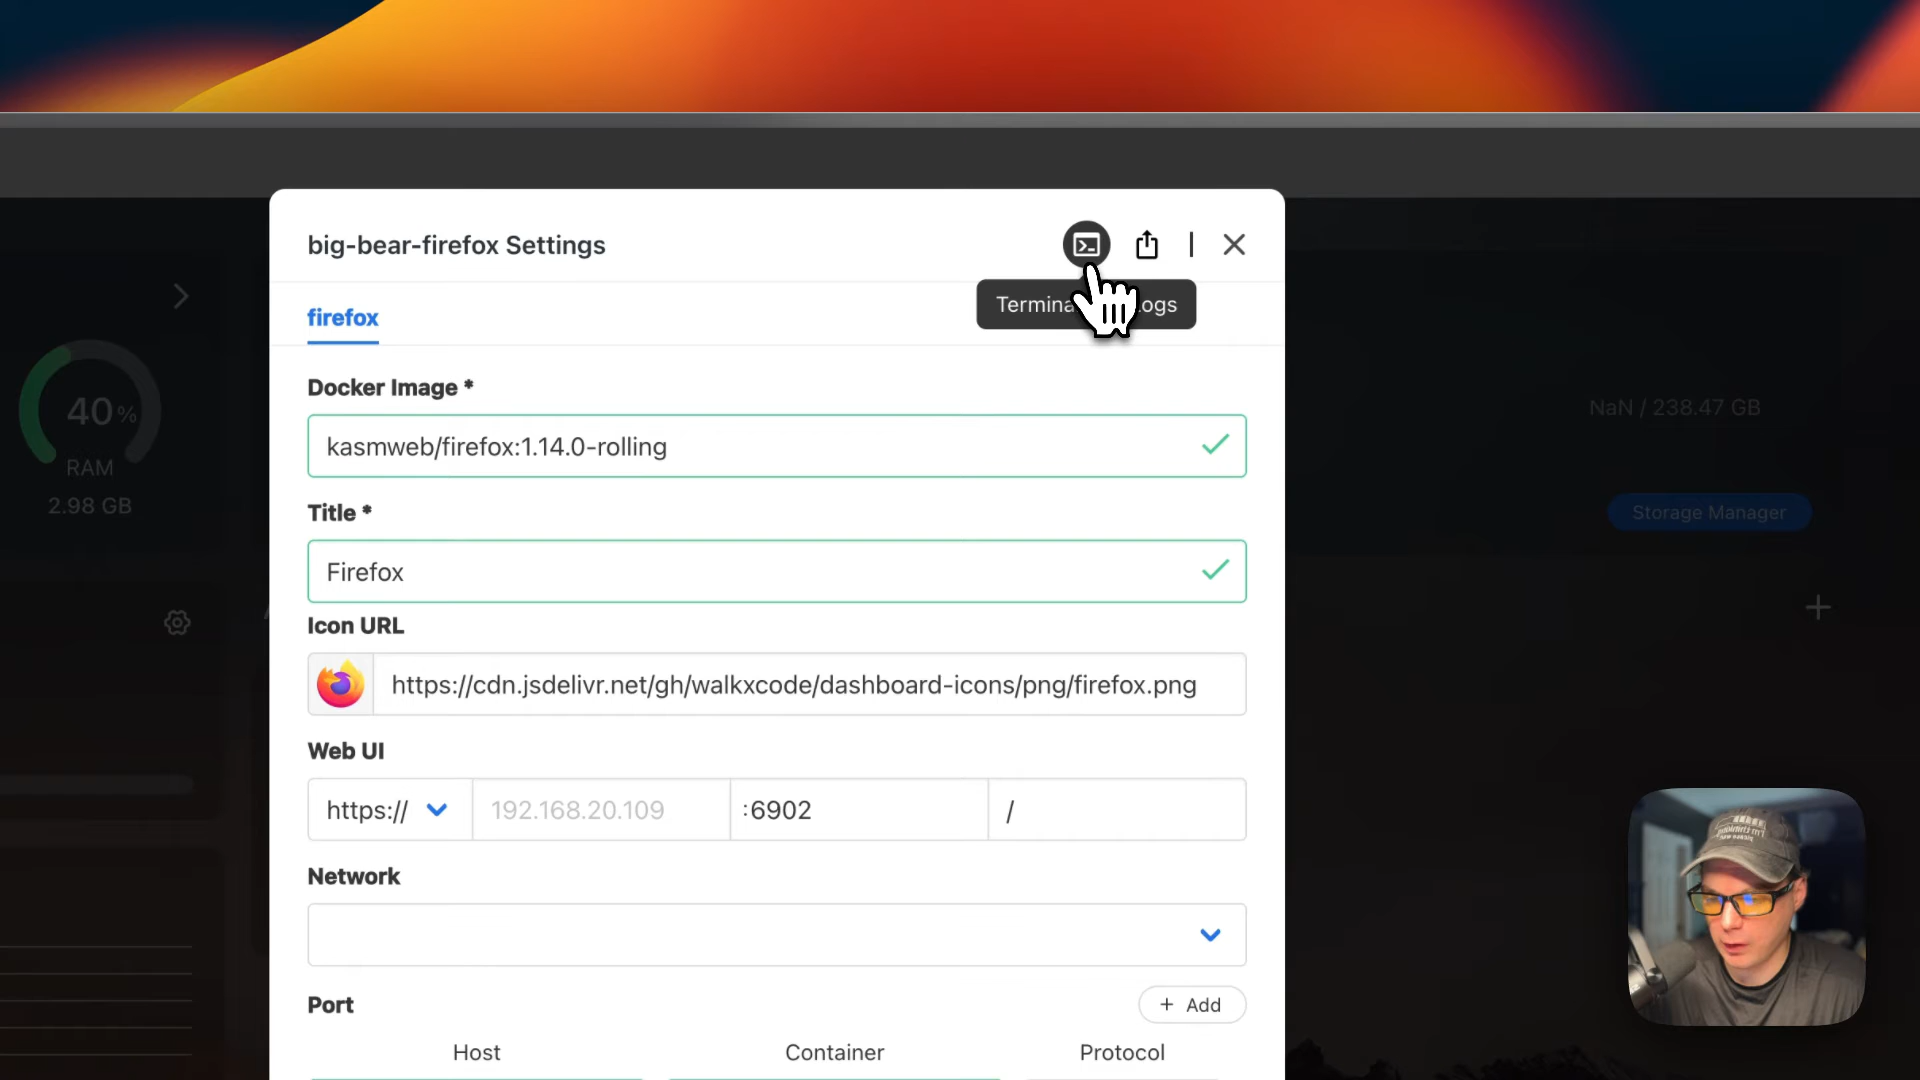 big-bear-firefox Settings
firefox
Docker Image *
kasmweb/firefox:1.14.0-rolling
Title *
Firefox
Icon URL
https://cdn.jsdelivr.net/gh/walkxcode/dashboard-icons/png/firefox.png
Web UI
https:// 192.168.20.109 :6902 /
Network
Port
+ Add
Host Container Protocol
40%
RAM
2.98 GB
NaN / 238.47 GB
Storage Manager